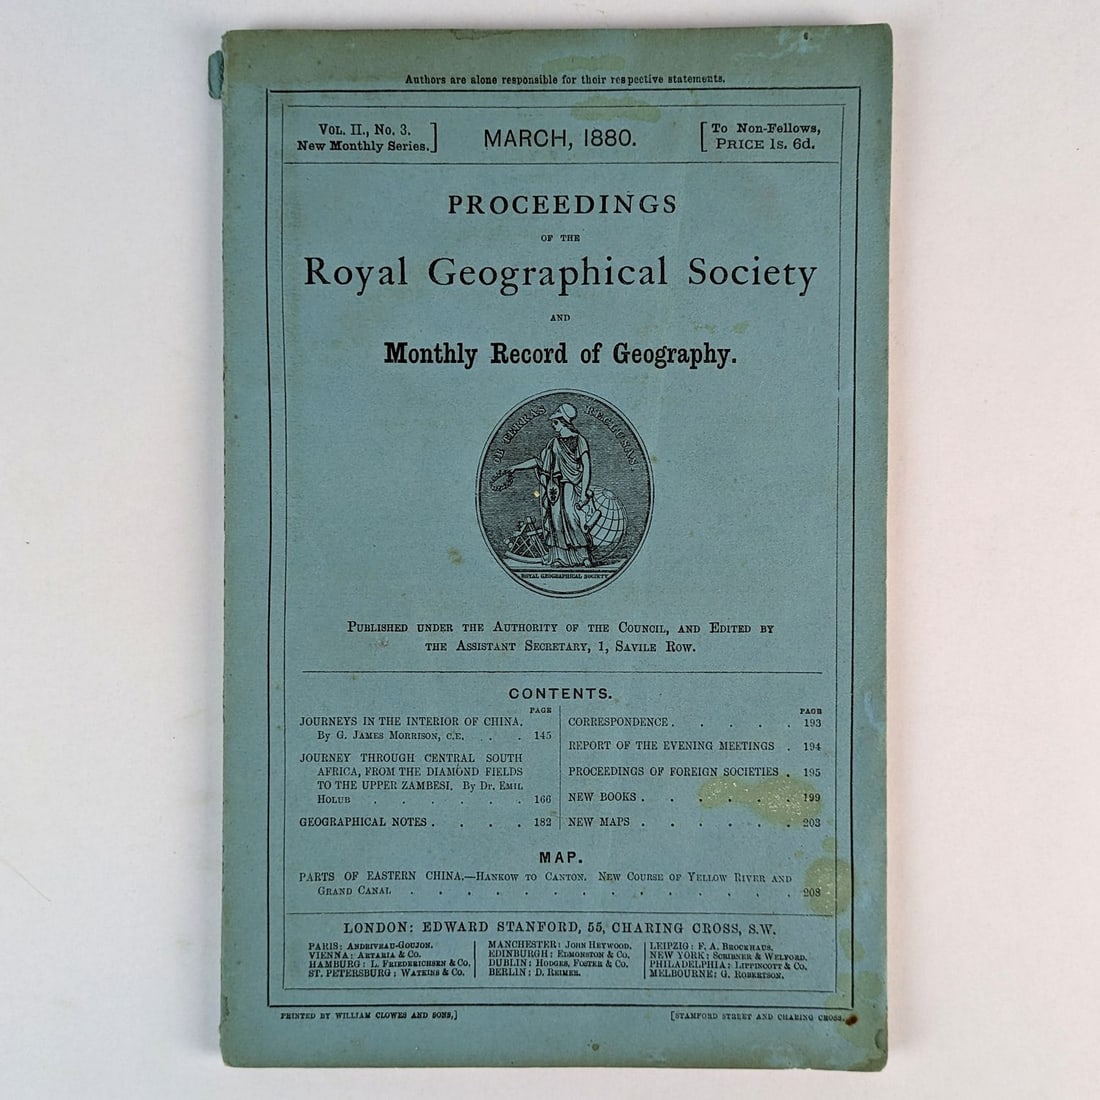 Authors are alone responsible for their respective statements.
VOL. II., NO. 3.
New Monthly Series.]
MARCH, 1880.
[To Non-Fellows,
PRICE 1s. 6d.
PROCEEDINGS
OF THE
Royal Geographical Society
AND
Monthly Record of Geography.
OB TERRAS RECLUSAS.
ROYAL GEOGRAPHICAL SOCIETY
PUBLISHED UNDER THE AUTHORITY OF THE COUNCIL, AND EDITED BY
THE ASSISTANT SECRETARY, 1, SAVILE ROW.
CONTENTS.
PAGE
JOURNEYS IN THE INTERIOR OF CHINA.
By G. JAMES MORRISON, C.E. . . . 145
JOURNEY THROUGH CENTRAL SOUTH
AFRICA, FROM THE DIAMOND FIELDS
TO THE UPPER ZAMBESI. By Dr. EMIL
HOLUB . . . . . . . 166
GEOGRAPHICAL NOTES . . . . 182
PAGE
CORRESPONDENCE . . . . . 193
REPORT OF THE EVENING MEETINGS . 194
PROCEEDINGS OF FOREIGN SOCIETIES . 195
NEW BOOKS . . . . . . 199
NEW MAPS . . . . . . 203
MAP.
PARTS OF EASTERN CHINA.—HANKOW TO CANTON. NEW COURSE OF YELLOW RIVER AND
GRAND CANAL . . . . . . . . . . . . 208
LONDON: EDWARD STANFORD, 55, CHARING CROSS, S.W.
PARIS: ANDRIVEAU-GOUJON.
VIENNA: ARTARIA & CO.
HAMBURG: L. FRIEDERICHSEN & CO.
ST. PETERSBURG: WATKINS & CO.
MANCHESTER: JOHN HEYWOOD.
EDINBURGH: EDMONSTON & CO.
DUBLIN: HODGES, FOSTER & CO.
BERLIN: D. REIMER.
LEIPZIG: F. A. BROCKHAUS.
NEW YORK: SCRIBNER & WELFORD.
PHILADELPHIA: LIPPINCOTT & CO.
MELBOURNE: G. ROBERTSON.
PRINTED BY WILLIAM CLOWES AND SONS,]
[STAMFORD STREET AND CHARING CROSS.